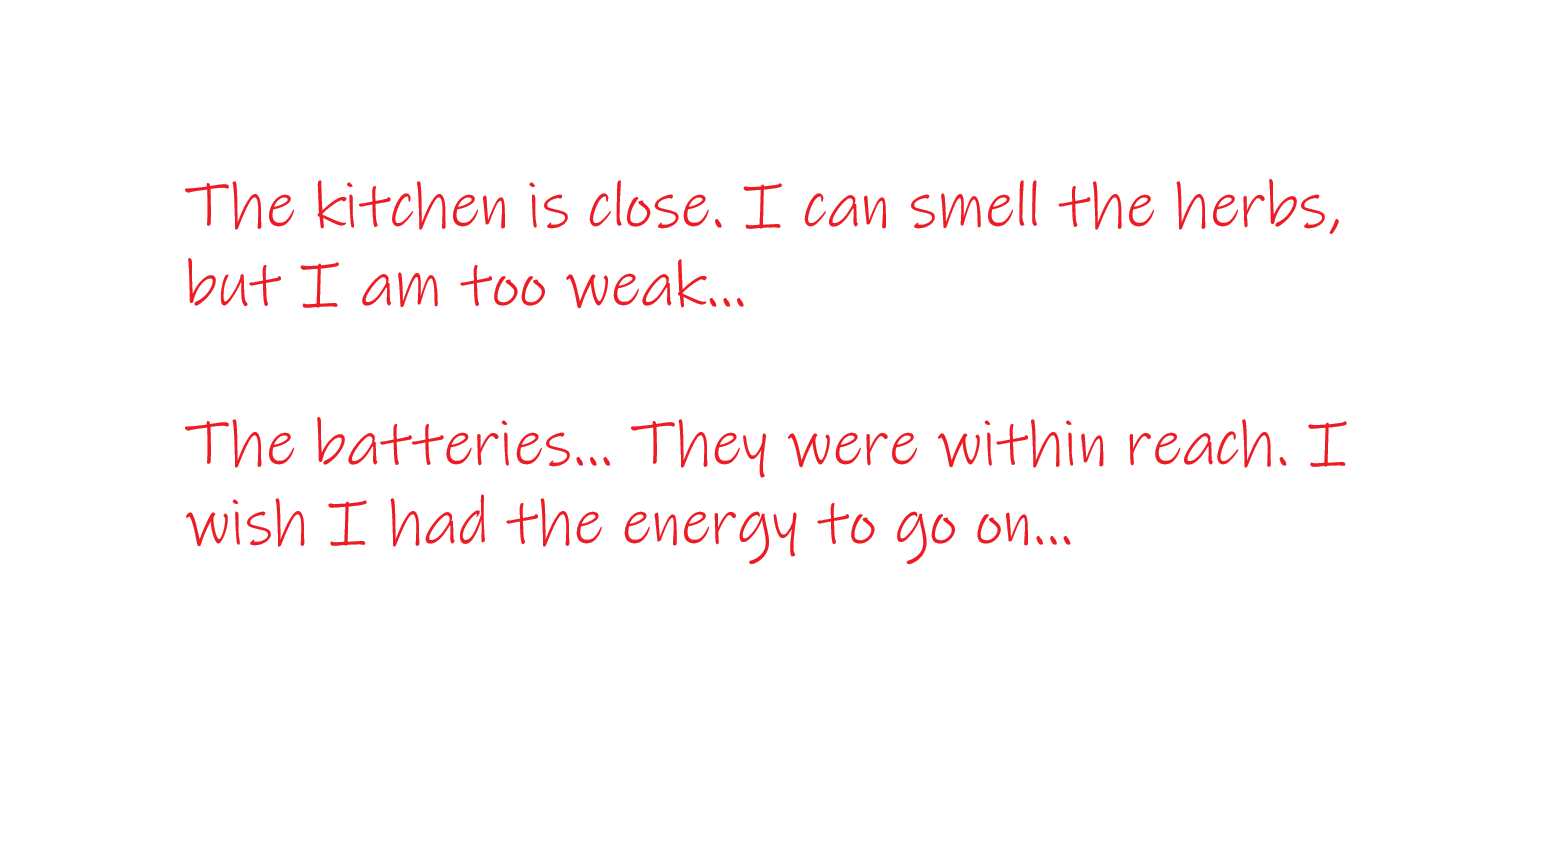 The kitchen is close. I can smell the herbs,
but I am too weak...
The batteries... They were within reach. I
wish I had the energy to go on...